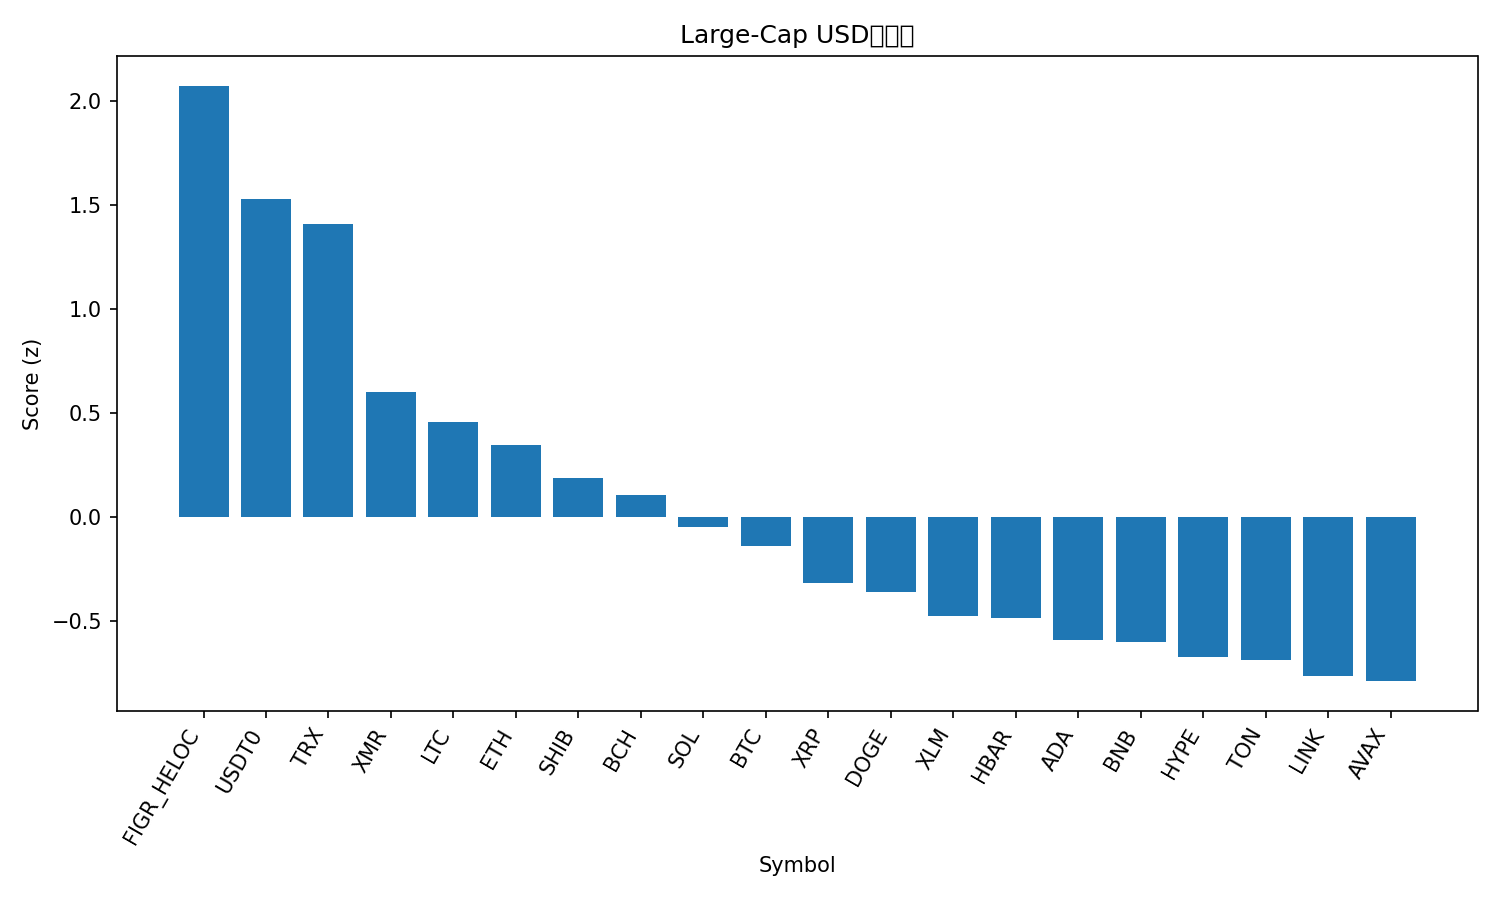 Large-Cap USD
2.0
1.5
1.0
0.5
0.0
−0.5
Score (z)
FIGR_HELOC
USDT0
TRX
XMR
LTC
ETH
SHIB
BCH
SOL
BTC
XRP
DOGE
XLM
HBAR
ADA
BNB
HYPE
TON
LINK
AVAX
Symbol